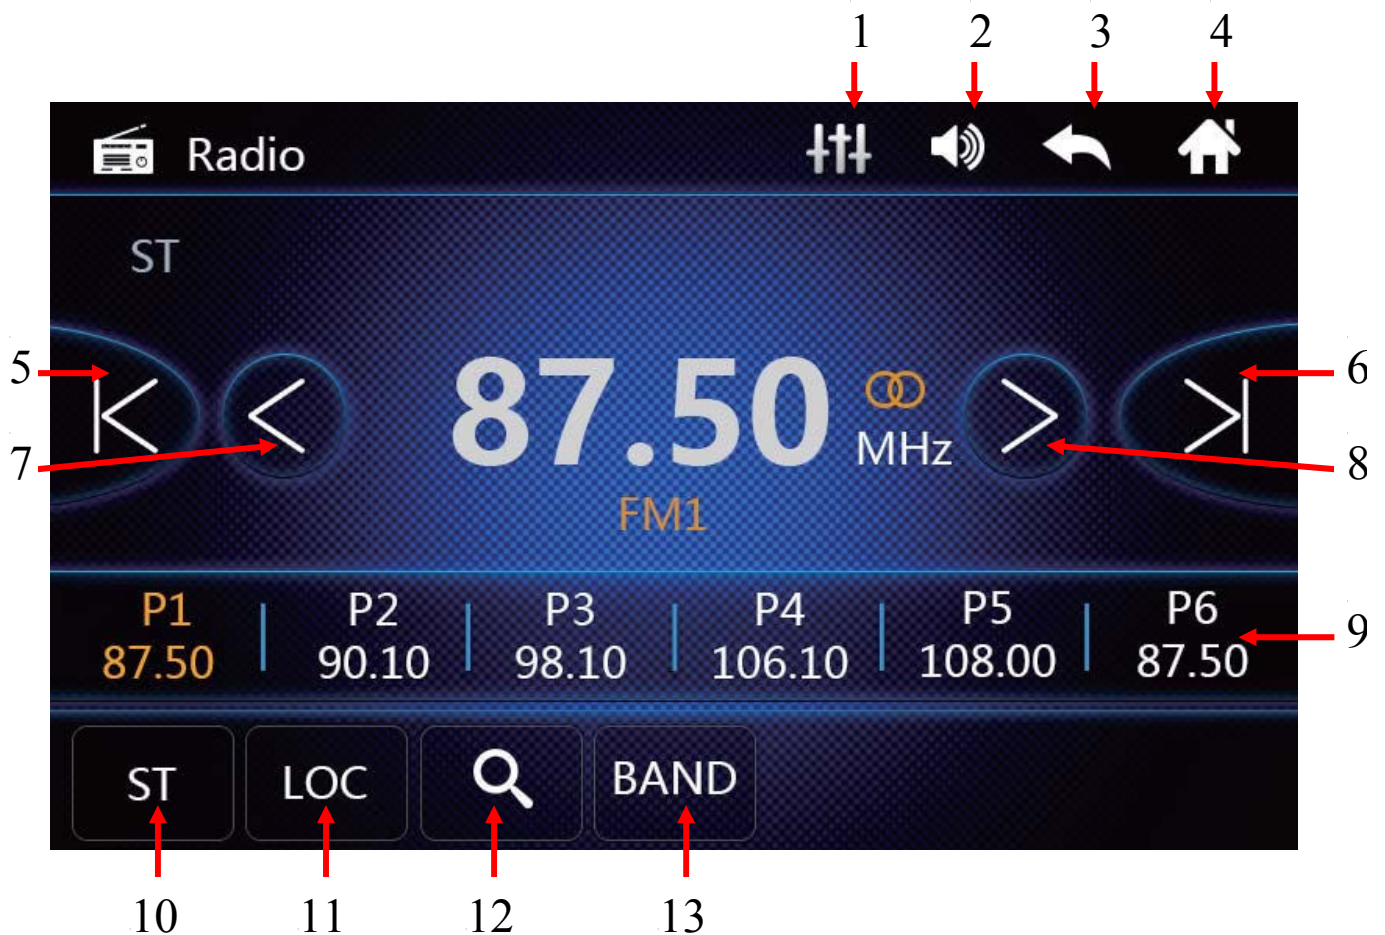 1 2 3 4
Radio
ST
5 6
87.50
7 MHz 8
FM1
P1 P2 P3 P4 P5 P6
87.50 90.10 98.10 106.10 108.00 87.50 9
ST LOC BAND
10 11 12 13